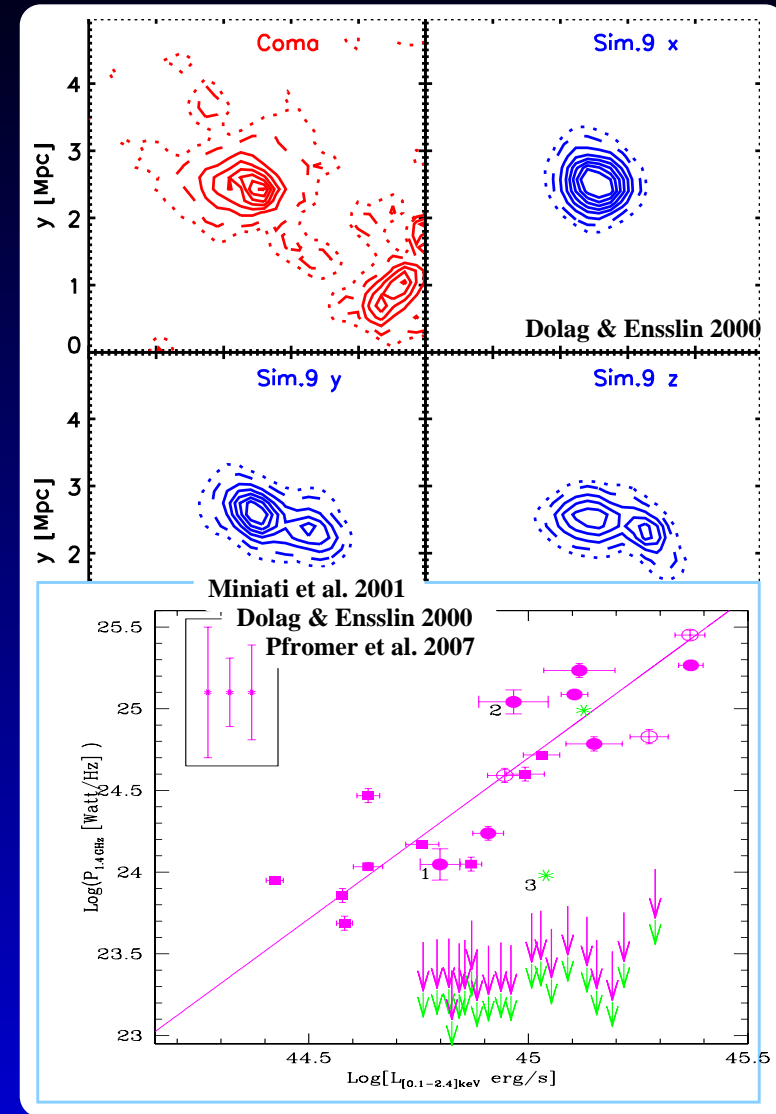 Coma
Sim.9 x
4
3
2
1
0
y [Mpc]
Dolag & Ensslin 2000
Sim.9 y
Sim.9 z
4
3
2
y [Mpc]
Miniati et al. 2001
Dolag & Ensslin 2000
Pfromer et al. 2007
25.5
25
24.5
24
23.5
23
Log(P1.4GHz [Watt/Hz])
2
1
3
44.5
45
45.5
Log[L[0.1-2.4]keV erg/s]